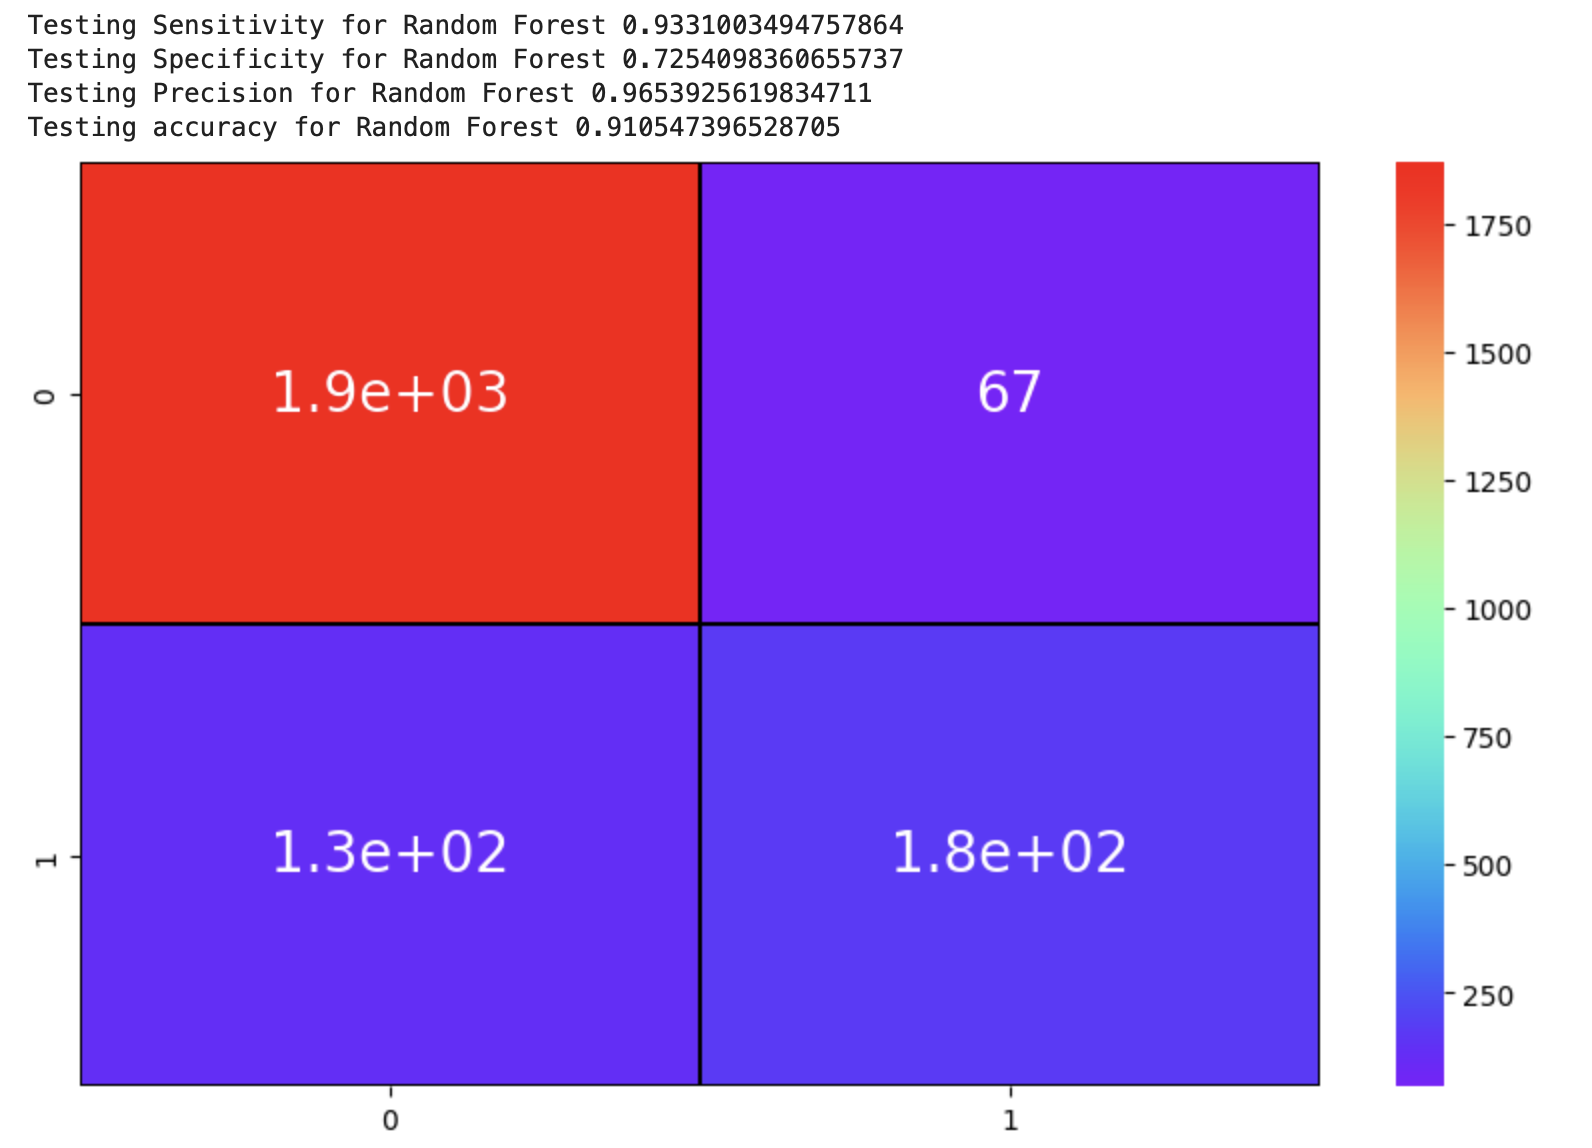 Testing Sensitivity for Random Forest 0.9331003494757864
Testing Specificity for Random Forest 0.7254098360655737
Testing Precision for Random Forest 0.9653925619834711
Testing accuracy for Random Forest 0.910547396528705
1750
1500
1250
1000
750
500
250
0
1.9e+03
67
1
1.3e+02
1.8e+02
0
1